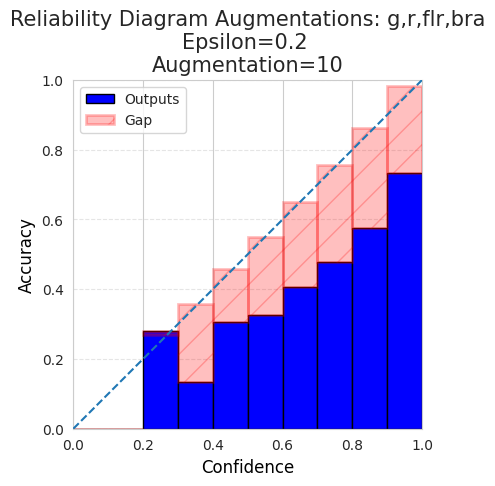 Reliability Diagram Augmentations: g,r,flr,bra
Epsilon=0.2
Augmentation=10
1.0
Outputs
Gap
0.8
0.6
Accuracy
0.4
0.2
0.0
0.0 0.2 0.4 0.6 0.8 1.0
Confidence